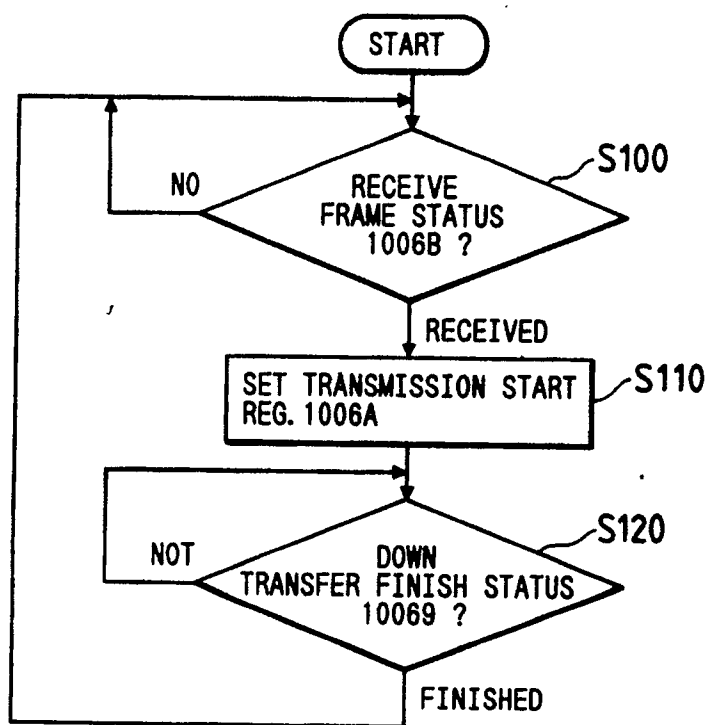 START
S100
NO
RECEIVE
FRAME STATUS
1006B ?
RECEIVED
SET TRANSMISSION START
REG. 1006A
S110
S120
NOT
DOWN
TRANSFER FINISH STATUS
10069 ?
FINISHED